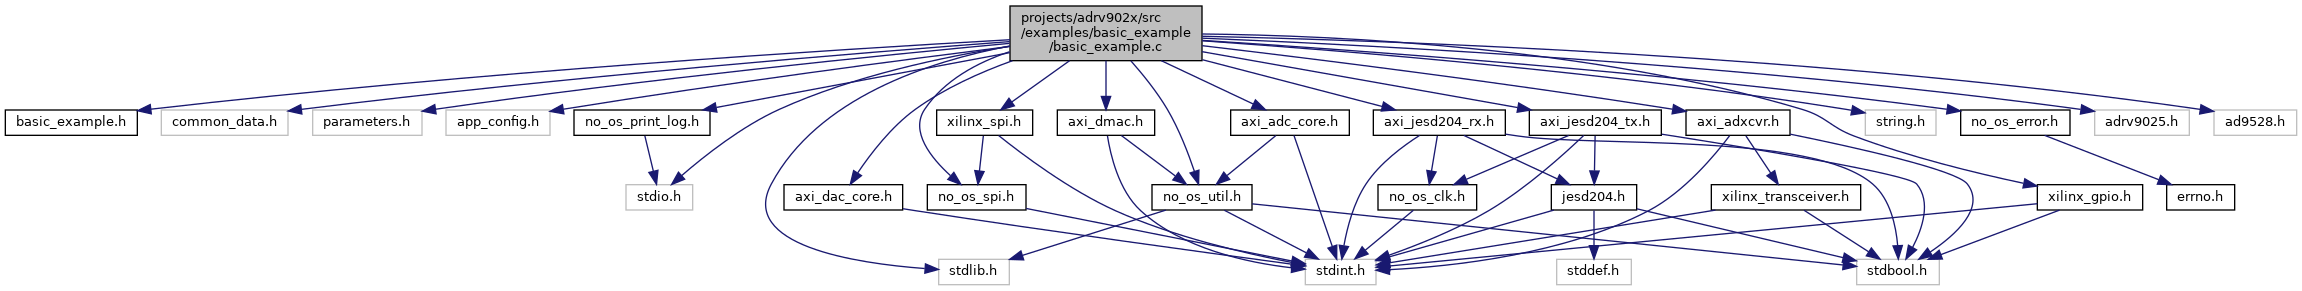 projects/adrv902x/src
/examples/basic_example
/basic_example.c
basic_example.h
common_data.h
parameters.h
app_config.h
no_os_print_log.h
xilinx_spi.h
axi_dmac.h
axi_adc_core.h
axi_jesd204_rx.h
axi_jesd204_tx.h
axi_adxcvr.h
string.h
no_os_error.h
adrv9025.h
ad9528.h
stdio.h
axi_dac_core.h
no_os_spi.h
no_os_util.h
no_os_clk.h
jesd204.h
xilinx_transceiver.h
xilinx_gpio.h
errno.h
stdlib.h
stdint.h
stddef.h
stdbool.h